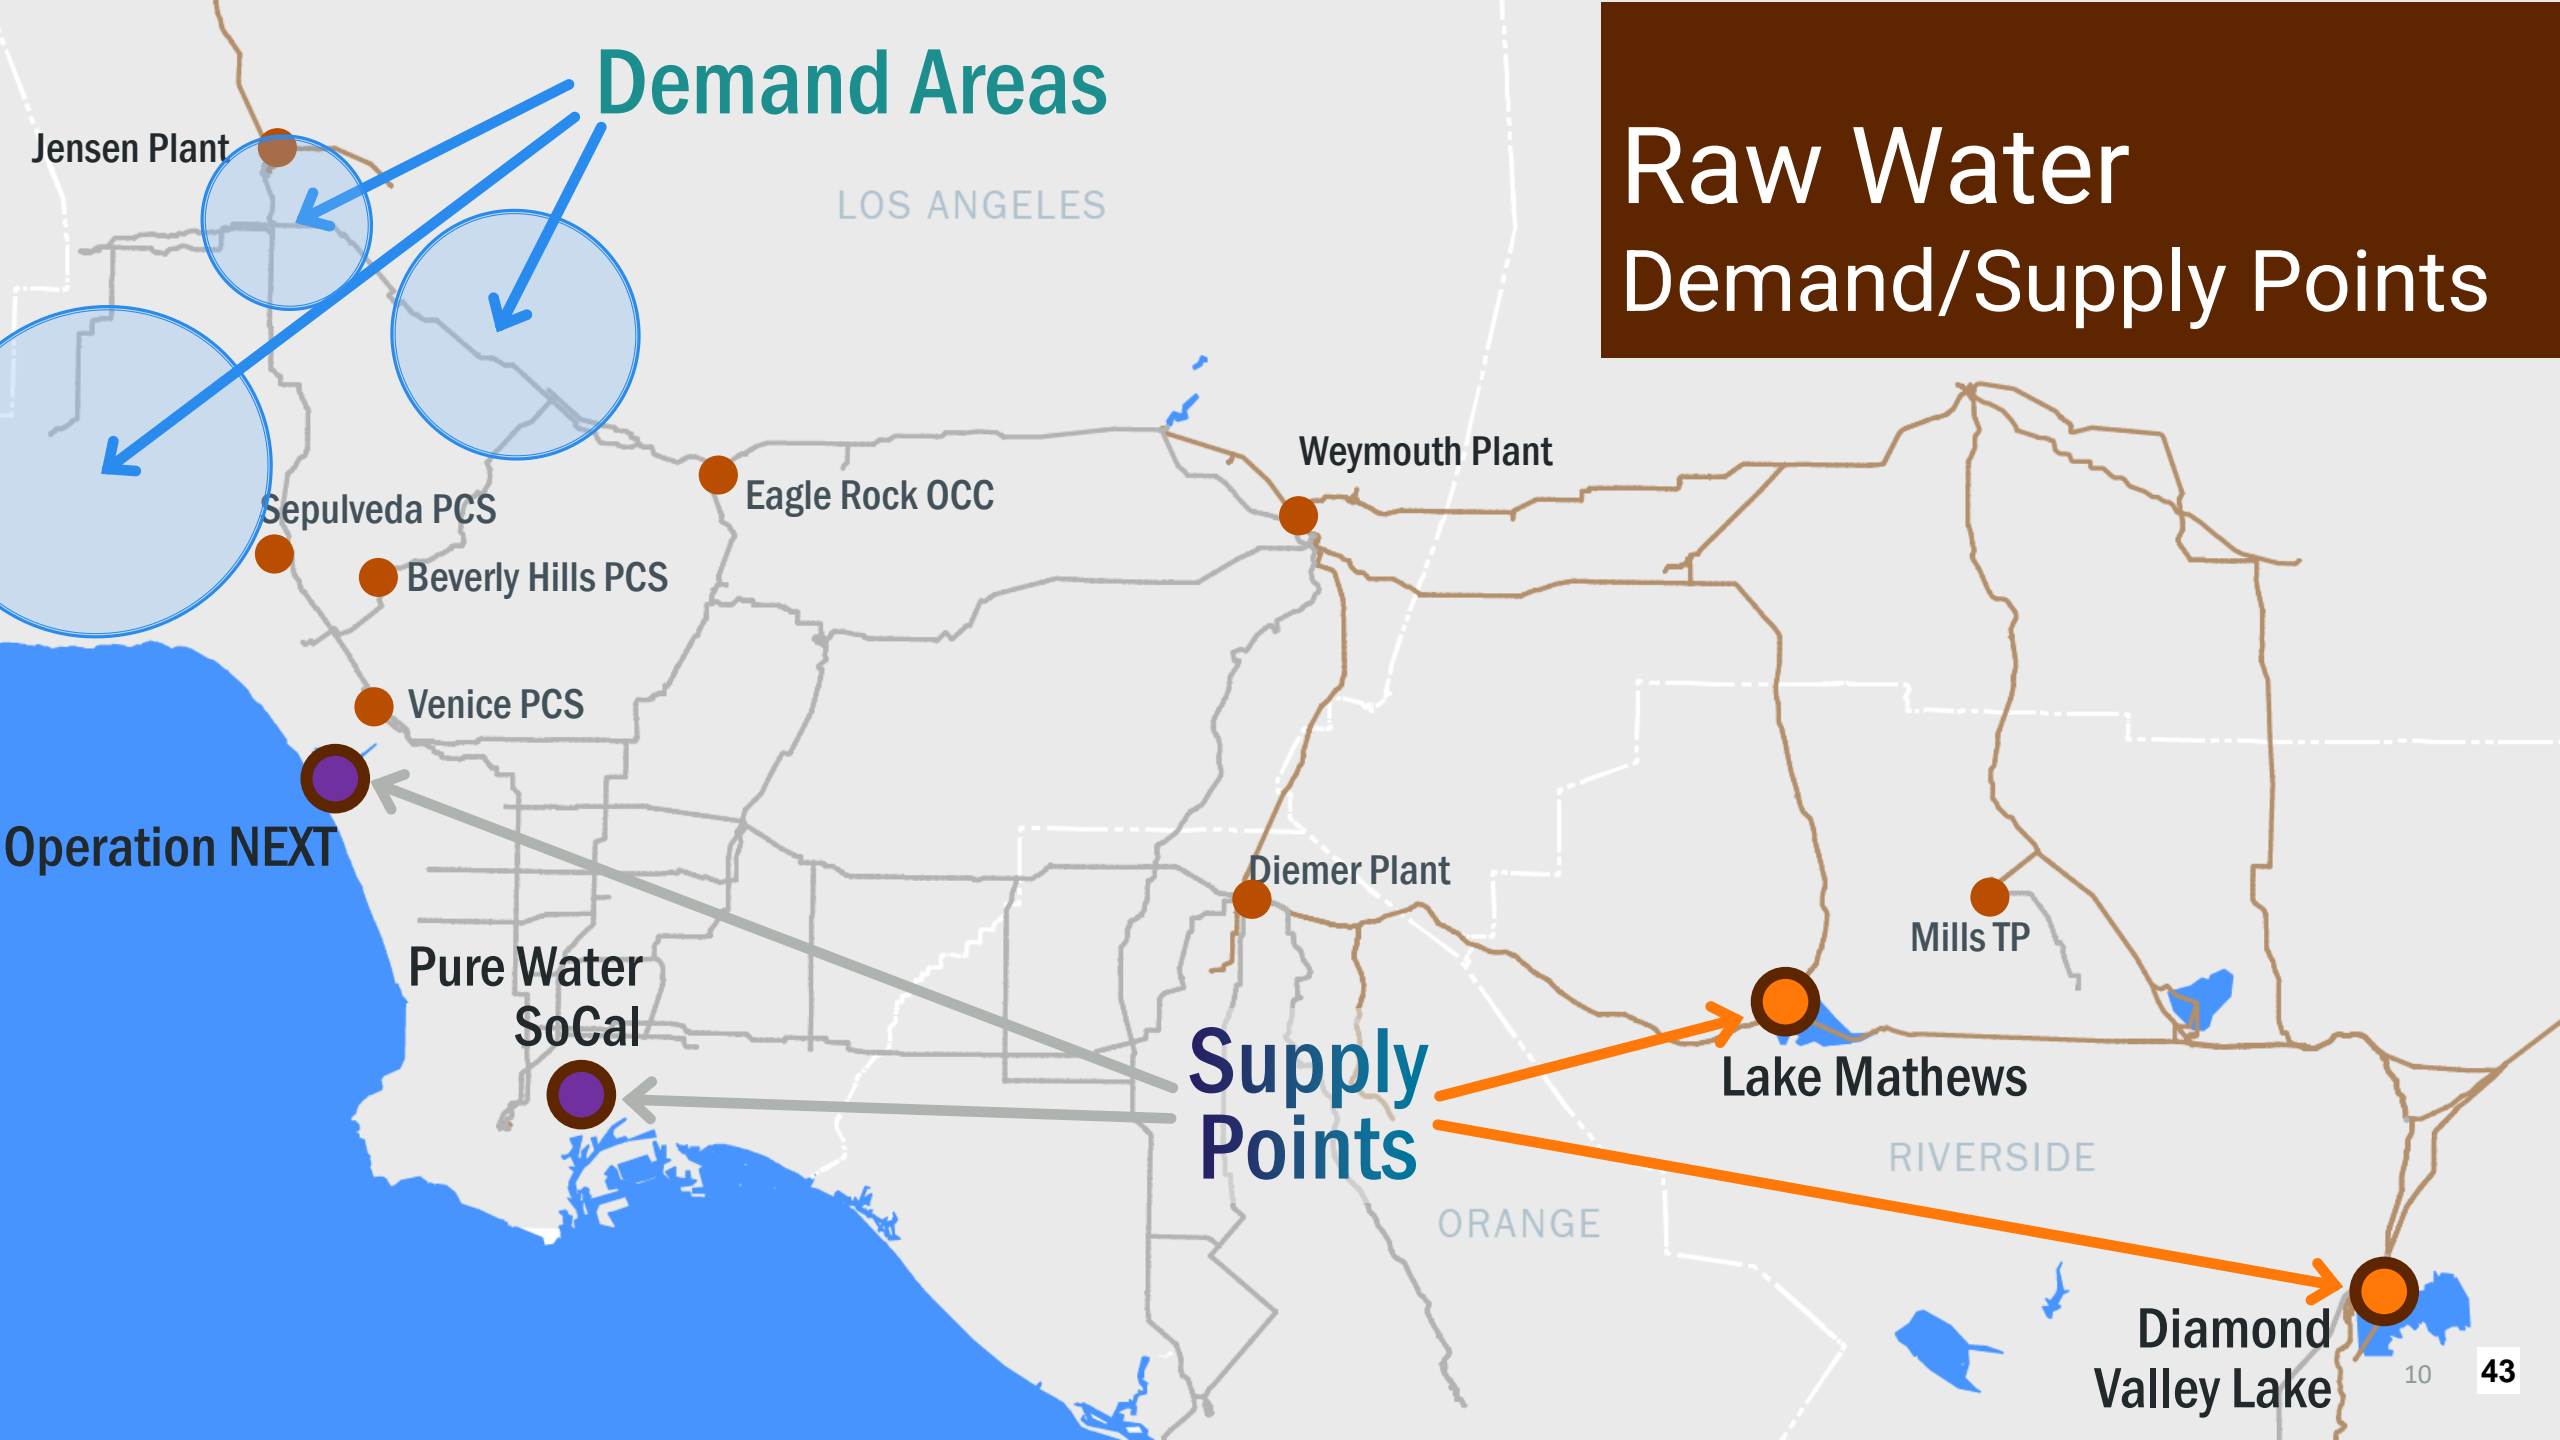 Raw Water
Demand/Supply Points
Demand Areas
Jensen Plant
LOS ANGELES
Weymouth Plant
Eagle Rock OCC
Sepulveda PCS
Beverly Hills PCS
Venice PCS
Operation NEXT
Diemer Plant
Mills TP
Pure Water
SoCal
Supply
Points
Lake Mathews
RIVERSIDE
ORANGE
Diamond
Valley Lake
10
43